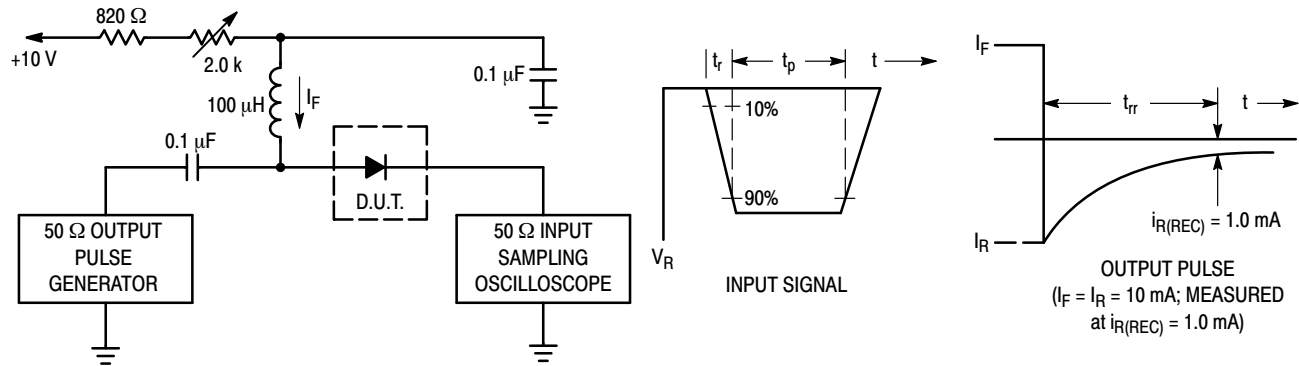 820 Ω
+10 V
2.0 k
100 μH
I_F
0.1 μF
0.1 μF
D.U.T.
50 Ω OUTPUT
PULSE
GENERATOR
50 Ω INPUT
SAMPLING
OSCILLOSCOPE
t_r
t_p
t
10%
90%
V_R
INPUT SIGNAL
I_F
t_rr
t
I_R
i_R(REC) = 1.0 mA
OUTPUT PULSE
(I_F = I_R = 10 mA; MEASURED
at i_R(REC) = 1.0 mA)